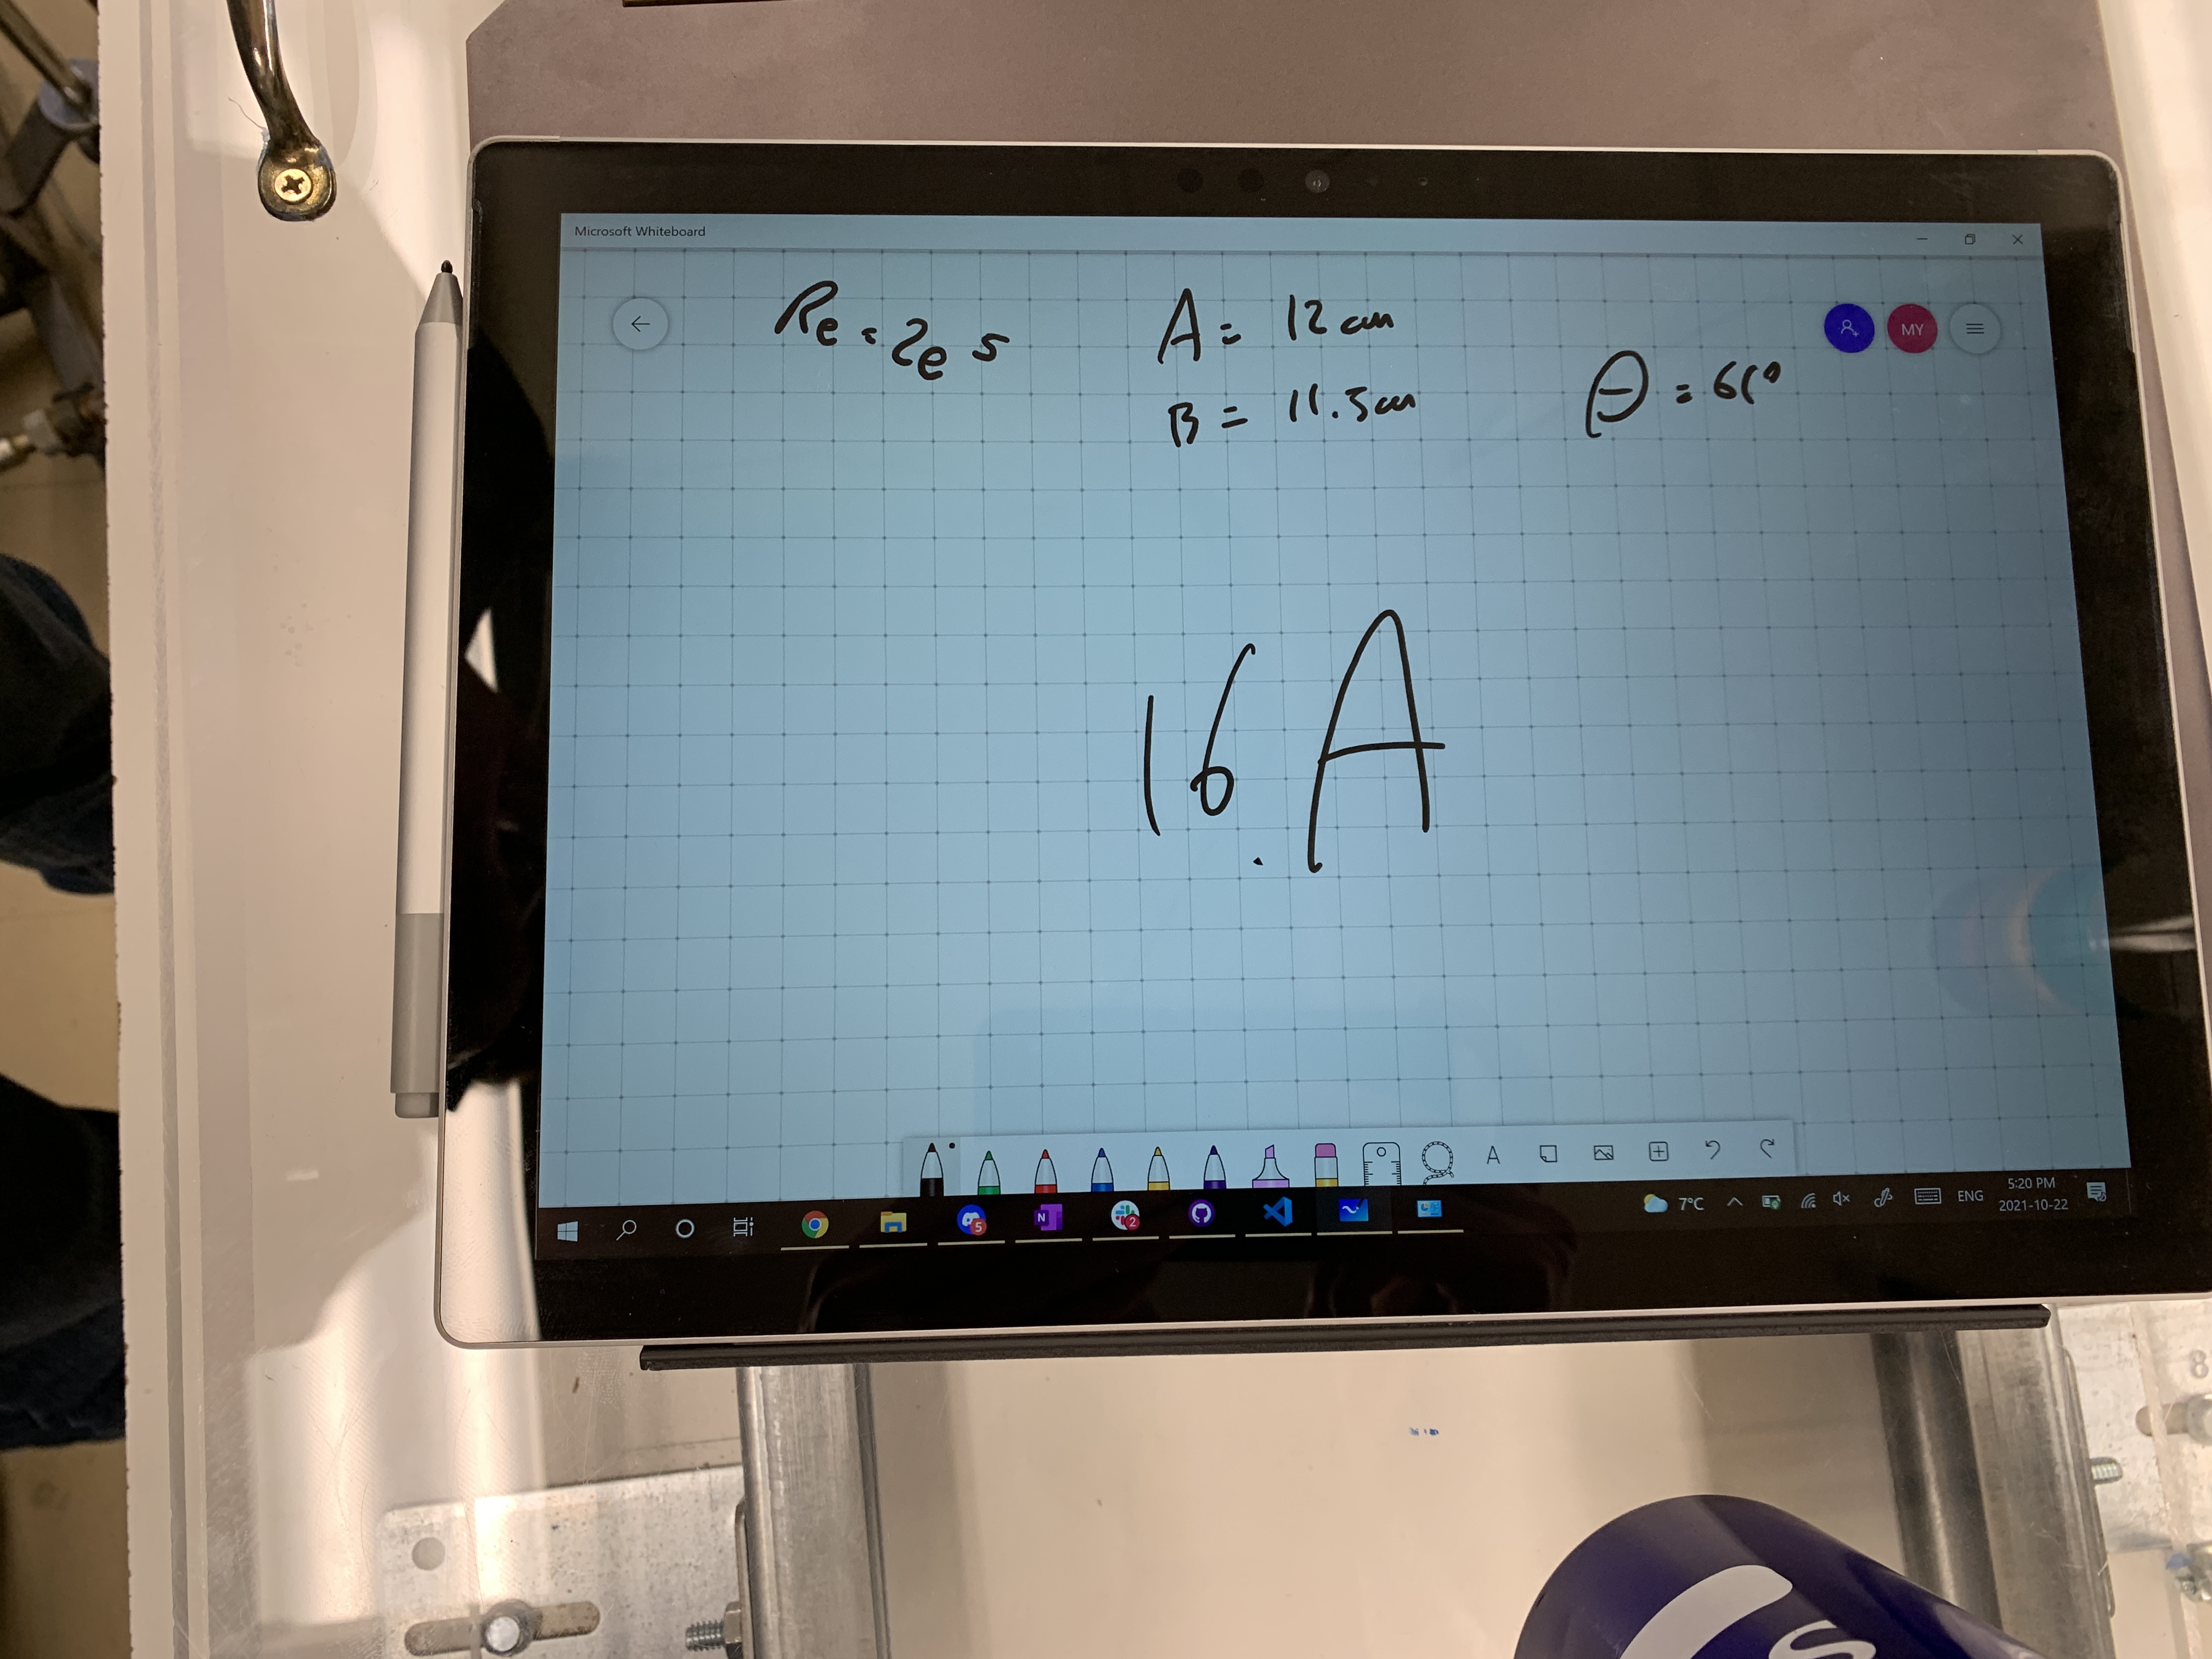 Microsoft Whiteboard
Re = 2e5
A = 12 cm
B = 11.5 cm
θ = 60°
MY
16. A
A
7°C
ENG
5:20 PM
2021-10-22